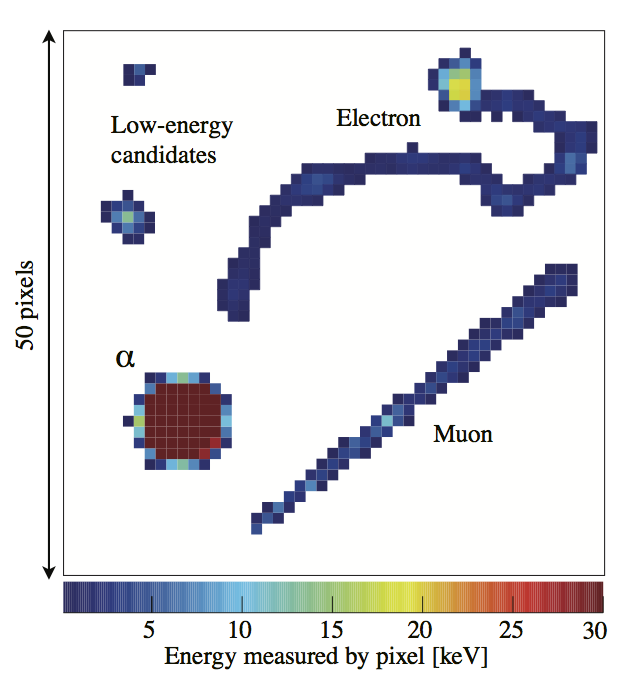 Electron
Low-energy
candidates
50 pixels
α
Muon
5 10 15 20 25 30
Energy measured by pixel [keV]